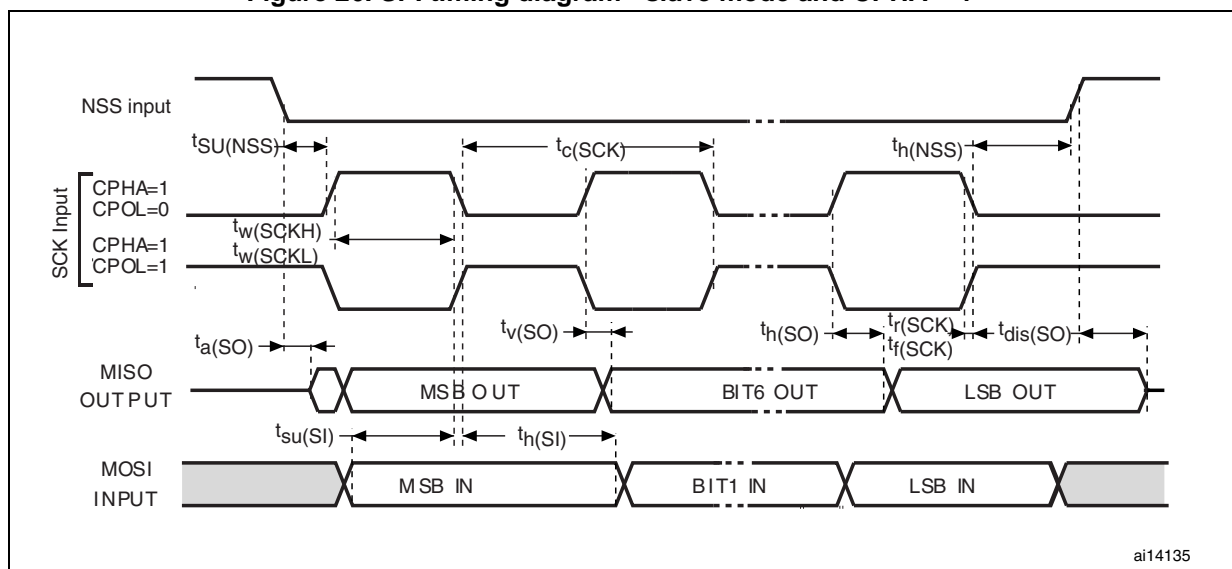 NSS input
tSU(NSS)
tc(SCK)
th(NSS)
SCK Input
CPHA=1
CPOL=0
tw(SCKH)
tw(SCKL)
CPHA=1
CPOL=1
ta(SO)
tv(SO)
th(SO)
tr(SCK)
tf(SCK)
tdis(SO)
MISO
OUTPUT
MSB OUT
BIT6 OUT
LSB OUT
tsu(SI)
th(SI)
MOSI
INPUT
MSB IN
BIT1 IN
LSB IN
ai14135